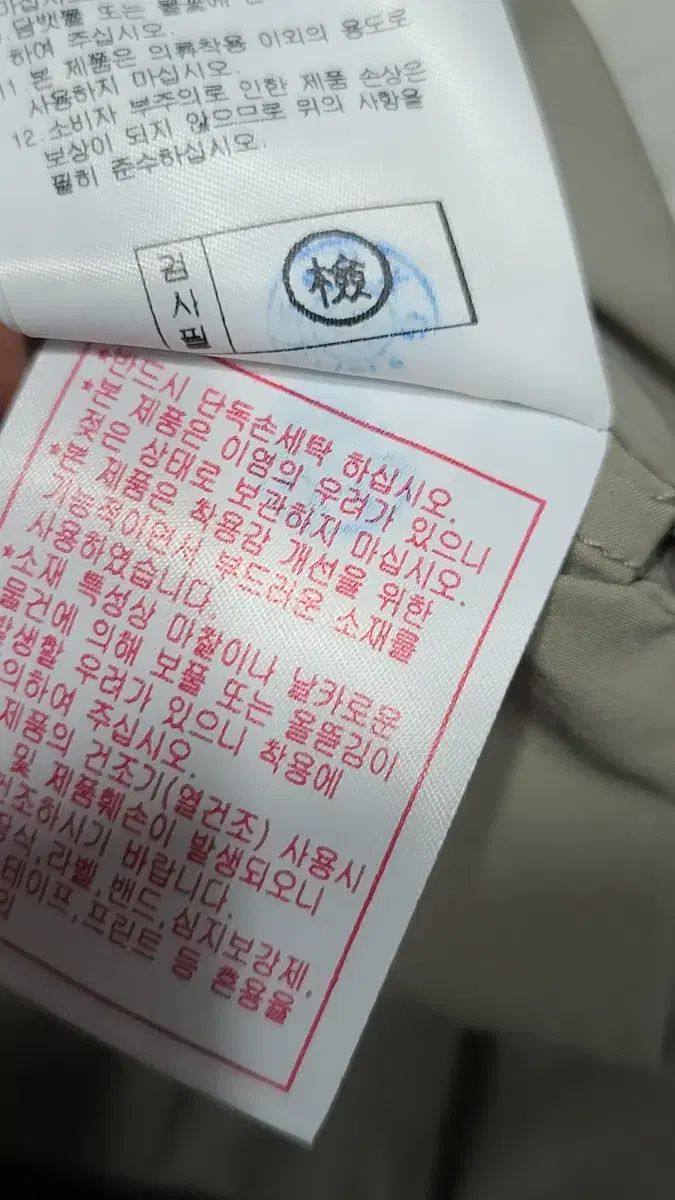 담뱃불 또는 불꽃에
하여 주십시오.
11.본 제품은 의류착용 이외의 용도로
사용하지 마십시오.
12.소비자 부주의로 인한 제품 손상은
보상이 되지 않으므로 위의 사항을
필히 준수하십시오.
검사필
檢
*반드시 단독손세탁 하십시오.
*본 제품은 이염의 우려가 있으니
젖은 상태로 보관하지 마십시오.
*본 제품은 착용감 개선을 위한
기능적이면서 부드러운 소재를
사용하였습니다.
*소재 특성상 마찰이나 날카로운
물건에 의해 보풀 또는 올뜯김이
발생할 우려가 있으니 착용에
의하여 주십시오.
제품의 건조기(열건조) 사용시
및 제품훼손이 발생되오니
건조하시기 바랍니다.
장식,라벨,밴드,심지보강제,
테이프,프린트 등 혼용율